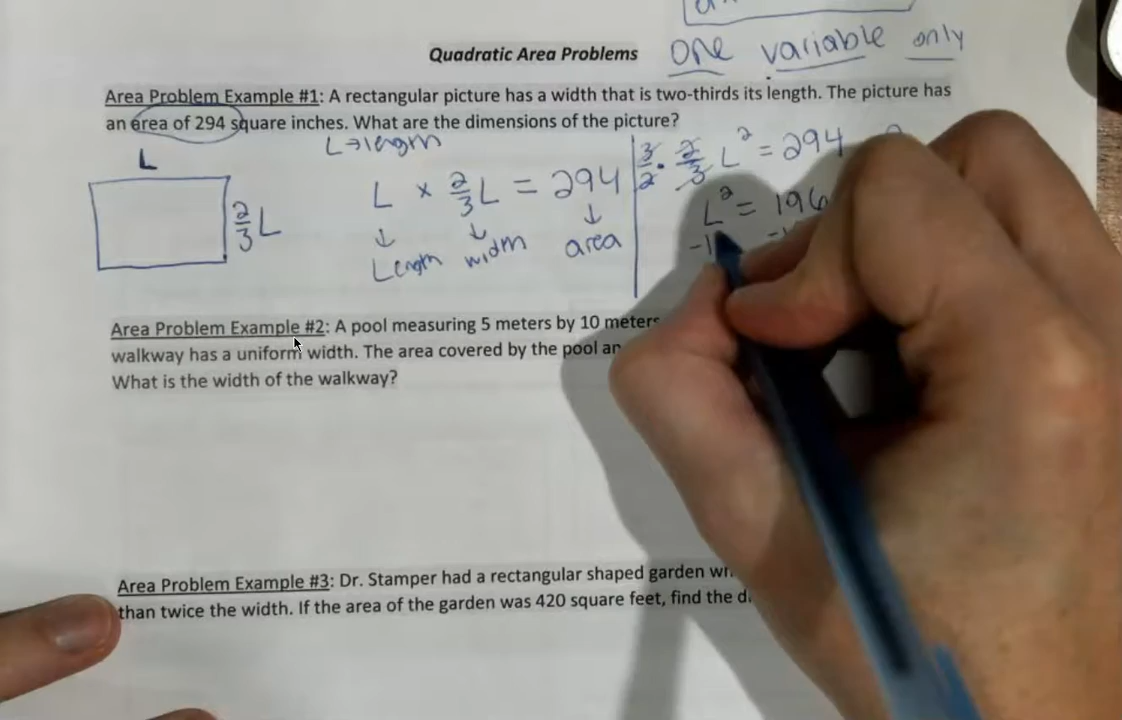 Quadratic Area Problems
one variable only
Area Problem Example #1: A rectangular picture has a width that is two-thirds its length. The picture has
an area of 294 square inches. What are the dimensions of the picture?
L
2/3 L
L → length
L × 2/3 L = 294
↓ ↓ ↓
Length width area
3/2 · 2/3 L² = 294
L² = 196
Area Problem Example #2: A pool measuring 5 meters by 10 meters
walkway has a uniform width. The area covered by the pool
What is the width of the walkway?
Area Problem Example #3: Dr. Stamper had a rectangular shaped garden
than twice the width. If the area of the garden was 420 square feet, find the